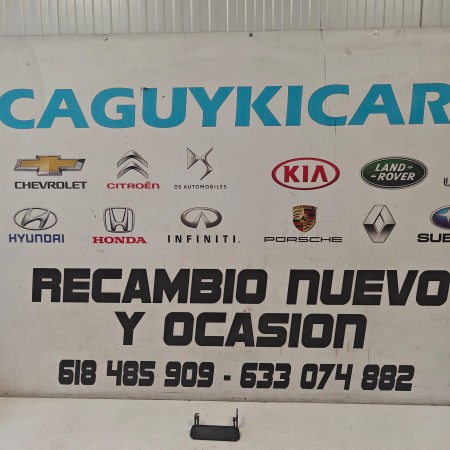 CAGUYKICAR
CHEVROLET CITROËN DS AUTOMOBILES KIA LAND-ROVER
HYUNDAI HONDA INFINITI. PORSCHE
RECAMBIO NUEVO
Y OCASION
618 485 909 - 633 074 882